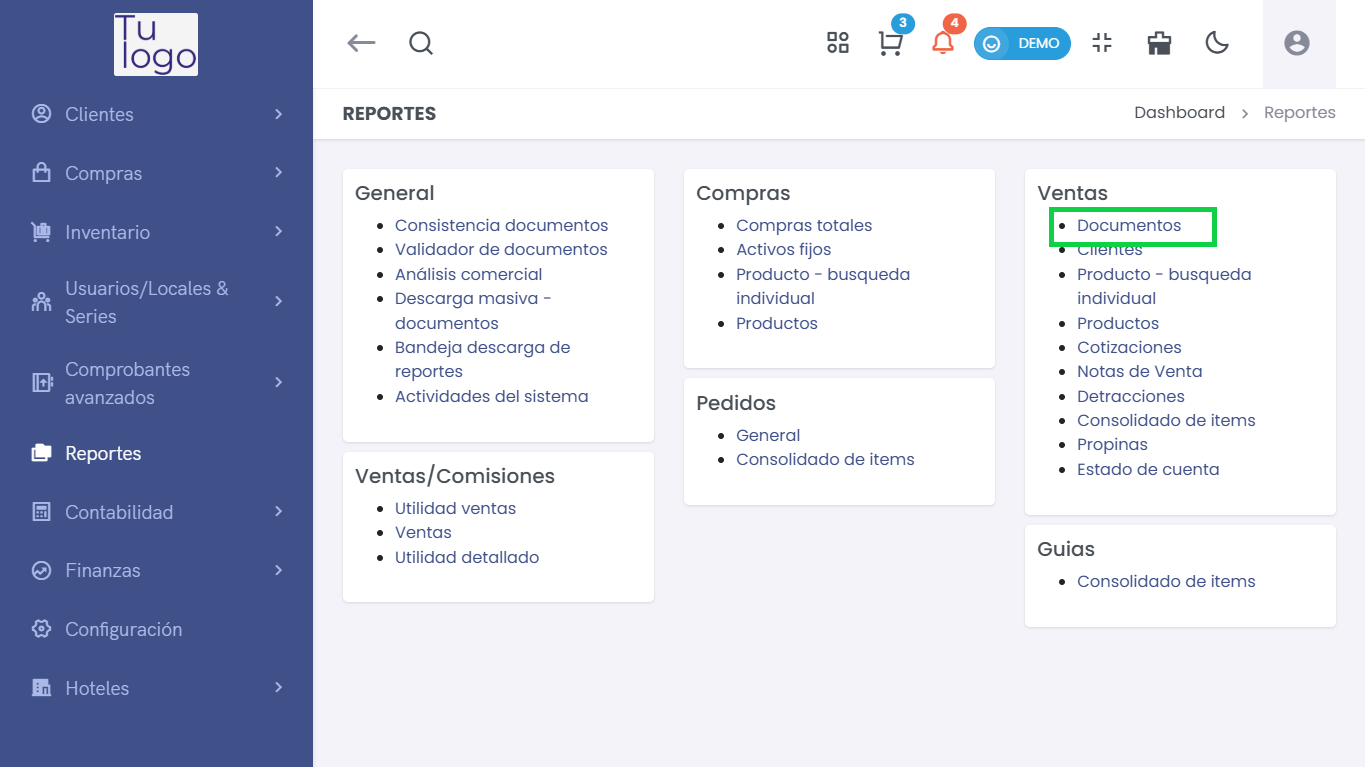 Tu
logo
Clientes
Compras
Inventario
Usuarios/Locales &
Series
Comprobantes
avanzados
Reportes
Contabilidad
Finanzas
Configuración
Hoteles
3
4
DEMO
REPORTES
Dashboard > Reportes
General
Consistencia documentos
Validador de documentos
Análisis comercial
Descarga masiva -
documentos
Bandeja descarga de
reportes
Actividades del sistema
Ventas/Comisiones
Utilidad ventas
Ventas
Utilidad detallado
Compras
Compras totales
Activos fijos
Producto - busqueda
individual
Productos
Pedidos
General
Consolidado de items
Ventas
Documentos
Clientes
Producto - busqueda
individual
Productos
Cotizaciones
Notas de Venta
Detracciones
Consolidado de items
Propinas
Estado de cuenta
Guias
Consolidado de items